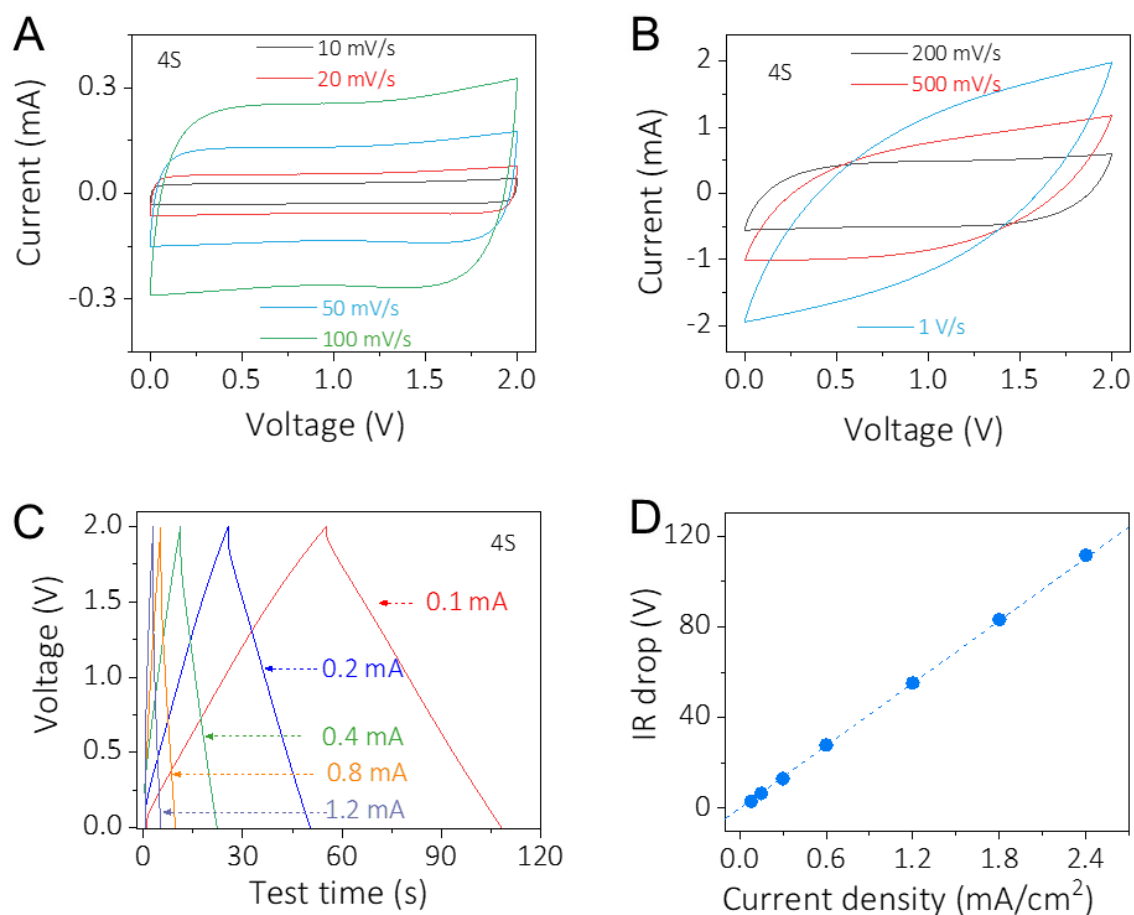 A
4S
10 mV/s
20 mV/s
0.3
0.0
-0.3
Current (mA)
50 mV/s
100 mV/s
0.0 0.5 1.0 1.5 2.0
Voltage (V)
B
4S
200 mV/s
500 mV/s
2
1
0
-1
-2
Current (mA)
1 V/s
0.0 0.5 1.0 1.5 2.0
Voltage (V)
C
4S
2.0
1.5
1.0
0.5
0.0
Voltage (V)
0.1 mA
0.2 mA
0.4 mA
0.8 mA
1.2 mA
0 30 60 90 120
Test time (s)
D
120
80
40
0
IR drop (V)
0.0 0.6 1.2 1.8 2.4
Current density (mA/cm²)